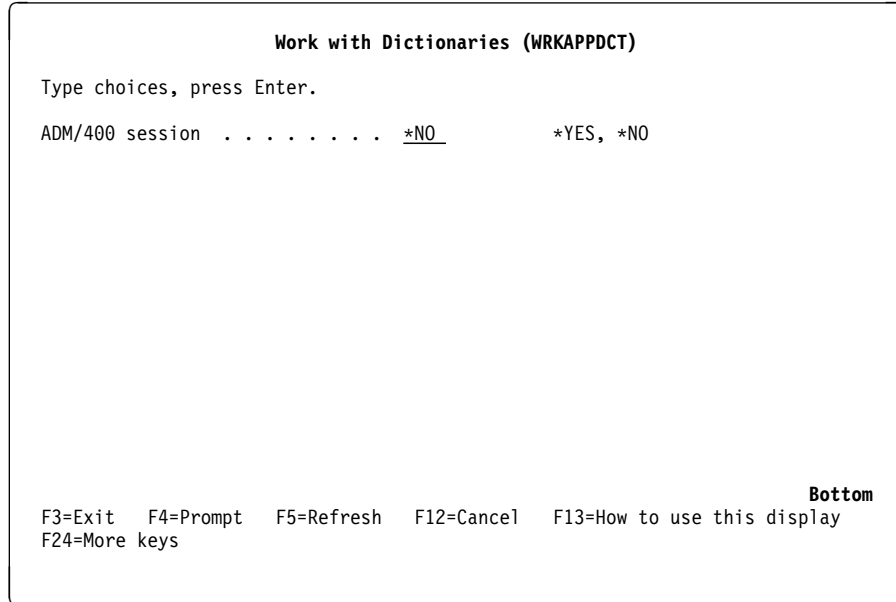 Work with Dictionaries (WRKAPPDCT)
Type choices, press Enter.
ADM/400 session . . . . . . . . *NO *YES, *NO
Bottom
F3=Exit F4=Prompt F5=Refresh F12=Cancel F13=How to use this display
F24=More keys